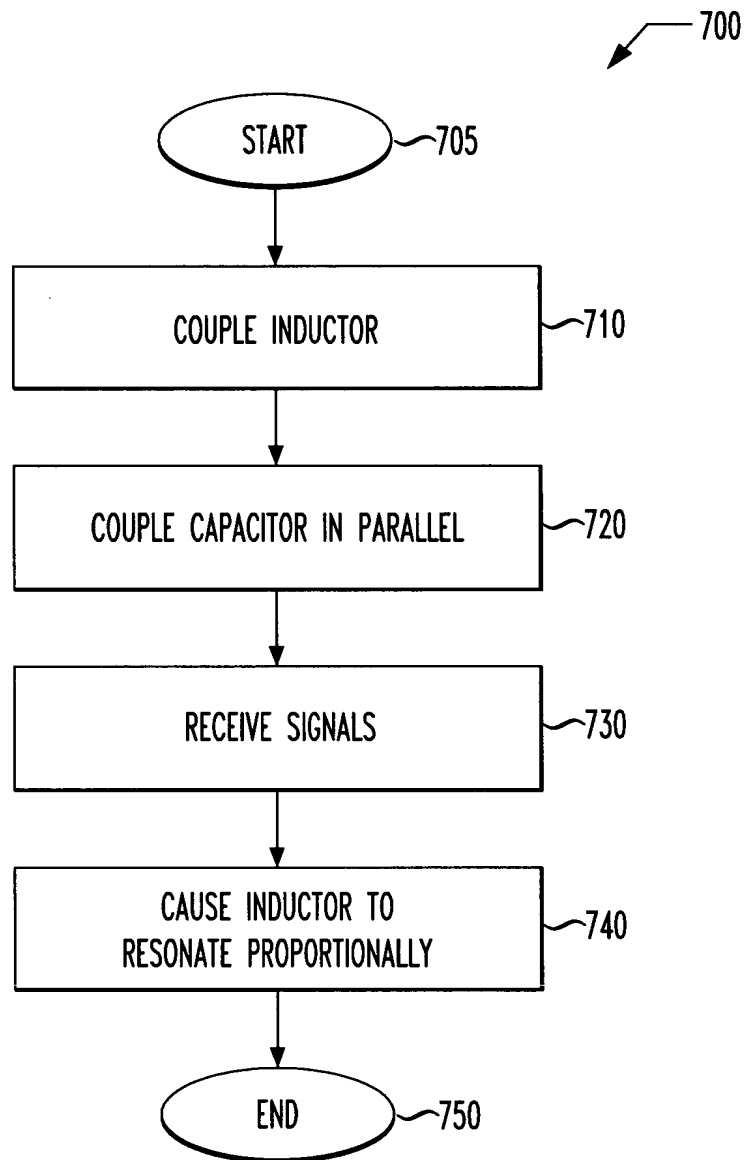 700
START
705
COUPLE INDUCTOR
710
COUPLE CAPACITOR IN PARALLEL
720
RECEIVE SIGNALS
730
CAUSE INDUCTOR TO
RESONATE PROPORTIONALLY
740
END
750